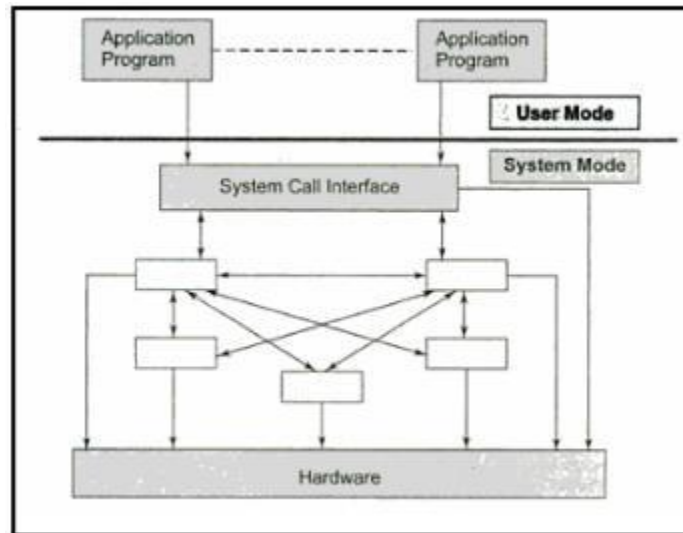 Application
Program
Application
Program
User Mode
System Mode
System Call Interface
Hardware